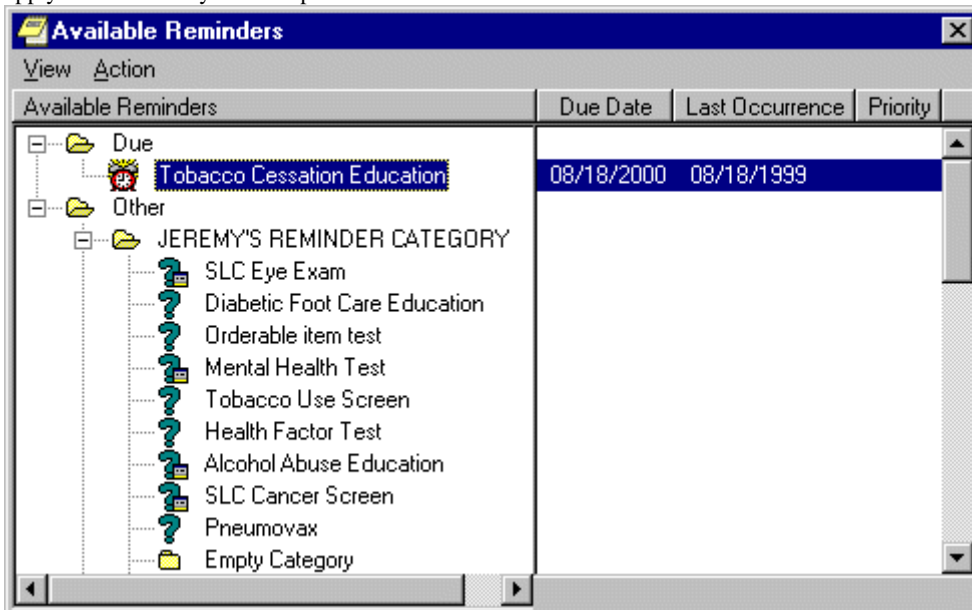 Available Reminders
View Action
Available Reminders Due Date Last Occurrence Priority
Due
Tobacco Cessation Education 08/18/2000 08/18/1999
Other
JEREMY'S REMINDER CATEGORY
SLC Eye Exam
Diabetic Foot Care Education
Orderable item test
Mental Health Test
Tobacco Use Screen
Health Factor Test
Alcohol Abuse Education
SLC Cancer Screen
Pneumovax
Empty Category